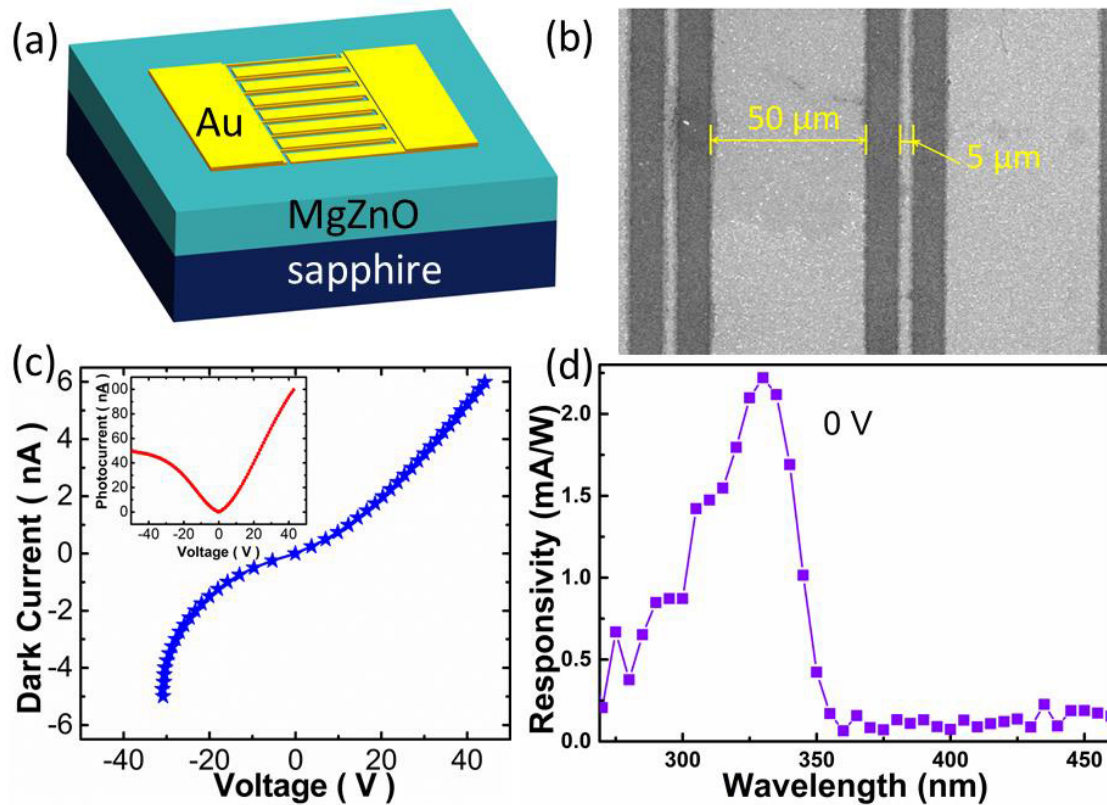 (a)
Au
MgZnO
sapphire
(b)
50 μm
5 μm
(c)
Dark Current ( nA )
6
4
2
0
-2
-4
-6
-40 -20 0 20 40
Voltage ( V )
Photocurrent ( nA )
100
80
60
40
20
0
-40 -20 0 20 40
Voltage ( V )
(d)
0 V
Responsivity (mA/W)
2.0
1.5
1.0
0.5
0.0
300 350 400 450
Wavelength (nm)